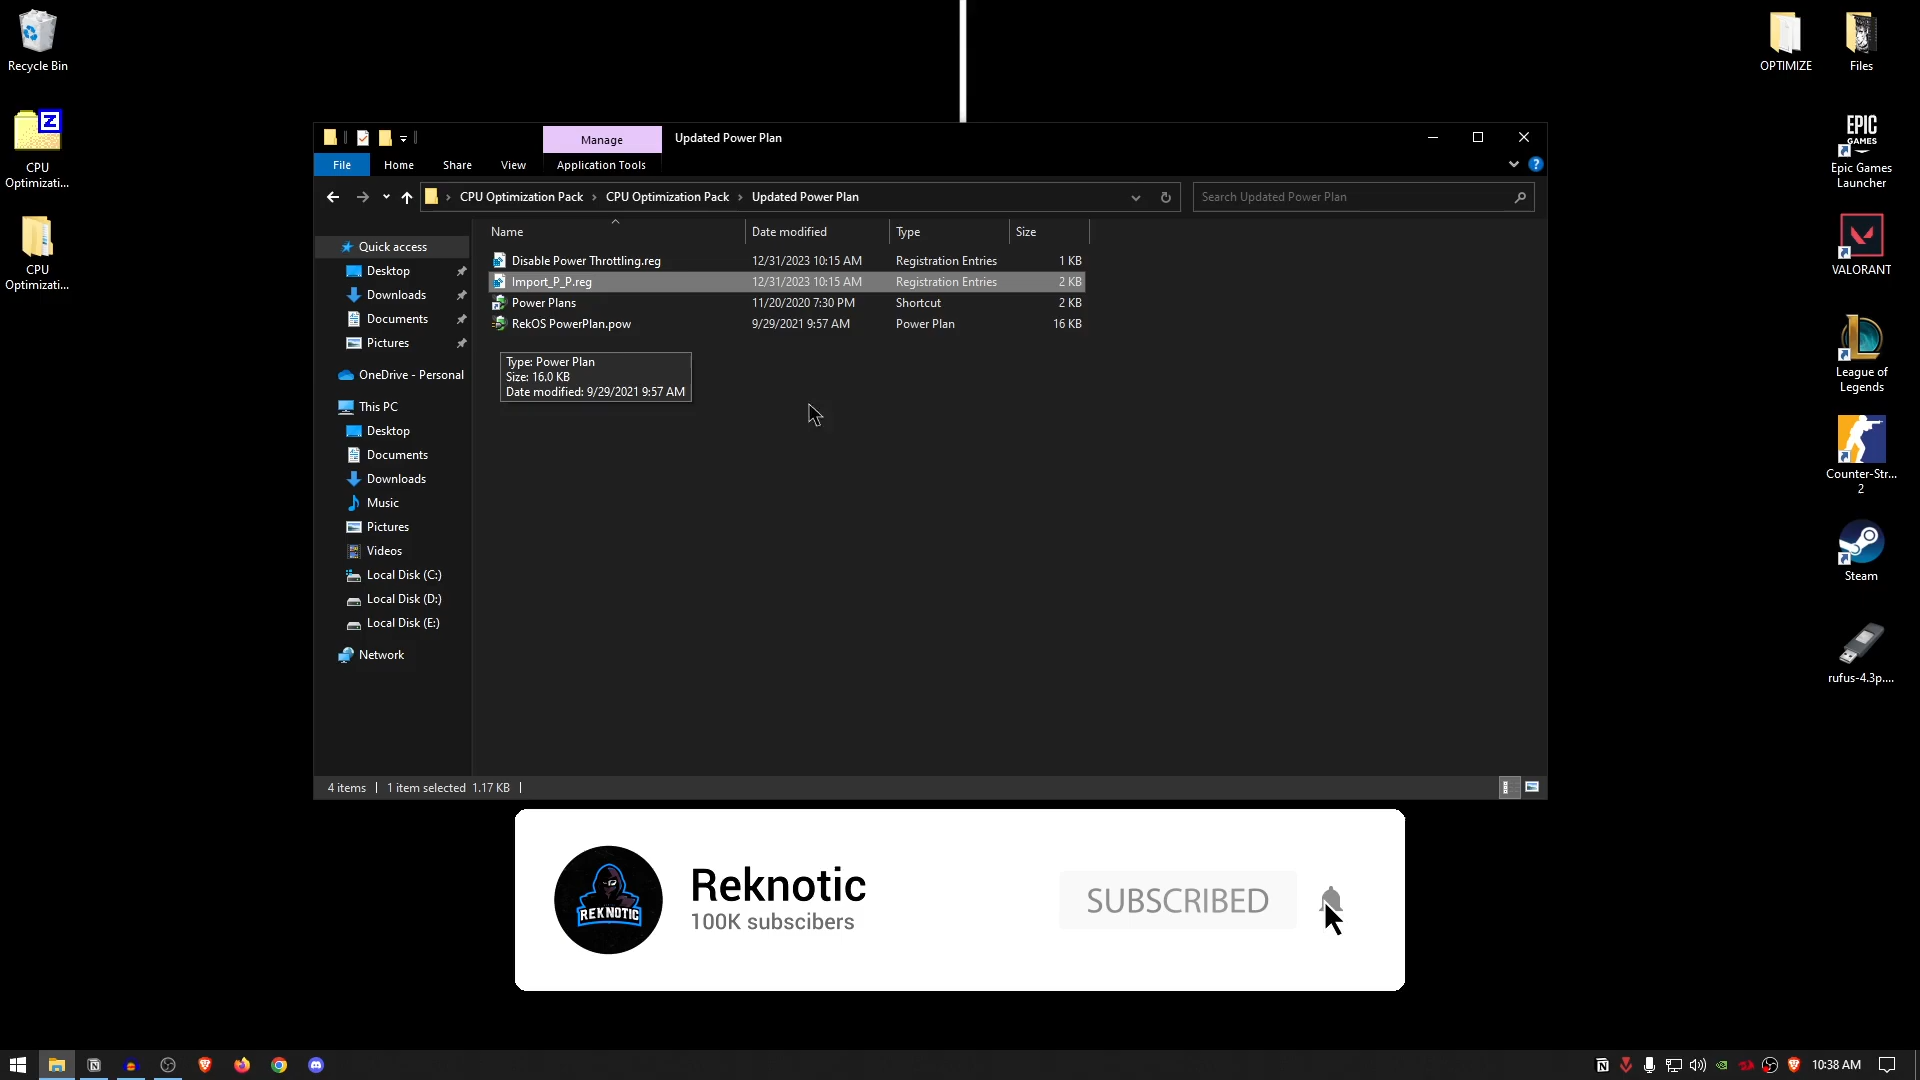 Recycle Bin
CPU
Optimizati...
CPU
Optimizati...
OPTIMIZE
Files
EPIC
GAMES
Epic Games
Launcher
VALORANT
League of
Legends
Counter-Str...
2
Steam
rufus-4.3p....
Manage
Updated Power Plan
File
Home
Share
View
Application Tools
CPU Optimization Pack
CPU Optimization Pack
Updated Power Plan
Search Updated Power Plan
Quick access
Desktop
Downloads
Documents
Pictures
OneDrive - Personal
This PC
Desktop
Documents
Downloads
Music
Pictures
Videos
Local Disk (C:)
Local Disk (D:)
Local Disk (E:)
Network
Name Date modified Type Size
Disable Power Throttling.reg 12/31/2023 10:15 AM Registration Entries 1 KB
Import_P_P.reg 12/31/2023 10:15 AM Registration Entries 2 KB
Power Plans 11/20/2020 7:30 PM Shortcut 2 KB
RekOS PowerPlan.pow 9/29/2021 9:57 AM Power Plan 16 KB
Type: Power Plan
Size: 16.0 KB
Date modified: 9/29/2021 9:57 AM
4 items 1 item selected 1.17 KB
REKNOTIC
Reknotic
100K subscibers
SUBSCRIBED
10:38 AM